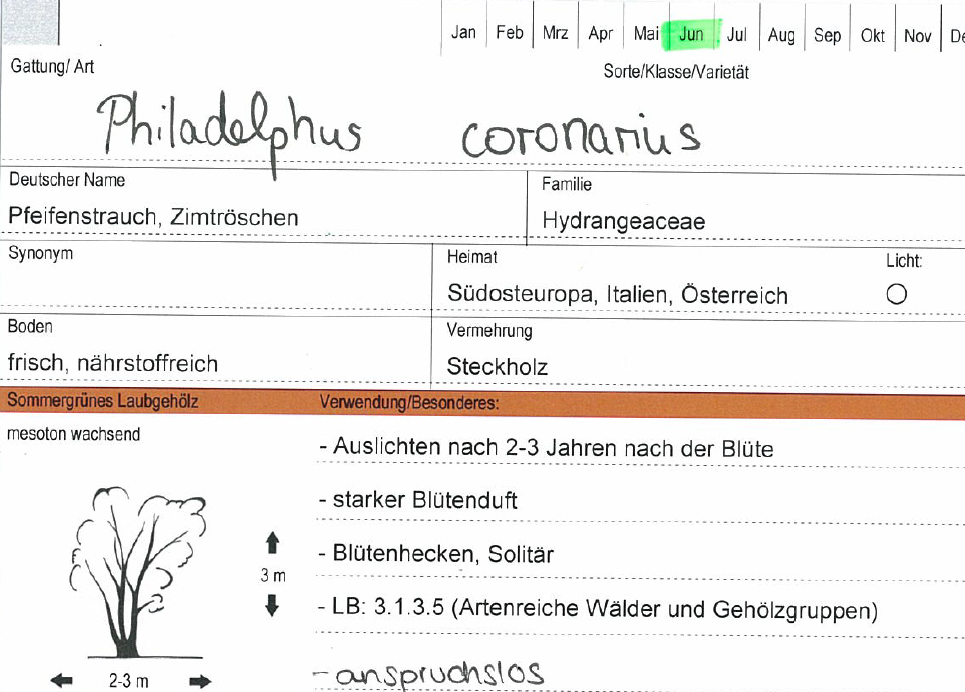 Jan Feb Mrz Apr Mai Jun Jul Aug Sep Okt Nov
Gattung/ Art Sorte/Klasse/Varietät
Philadelphus coronarius
Deutscher Name Familie
Pfeifenstrauch, Zimtröschen Hydrangeaceae
Synonym Heimat Licht:
Südosteuropa, Italien, Österreich
Boden Vermehrung
frisch, nährstoffreich Steckholz
Sommergrünes Laubgehölz Verwendung/Besonderes:
mesoton wachsend
- Auslichten nach 2-3 Jahren nach der Blüte
- starker Blütenduft
- Blütenhecken, Solitär
3 m
- LB: 3.1.3.5 (Artenreiche Wälder und Gehölzgruppen)
- anspruchslos
2-3 m